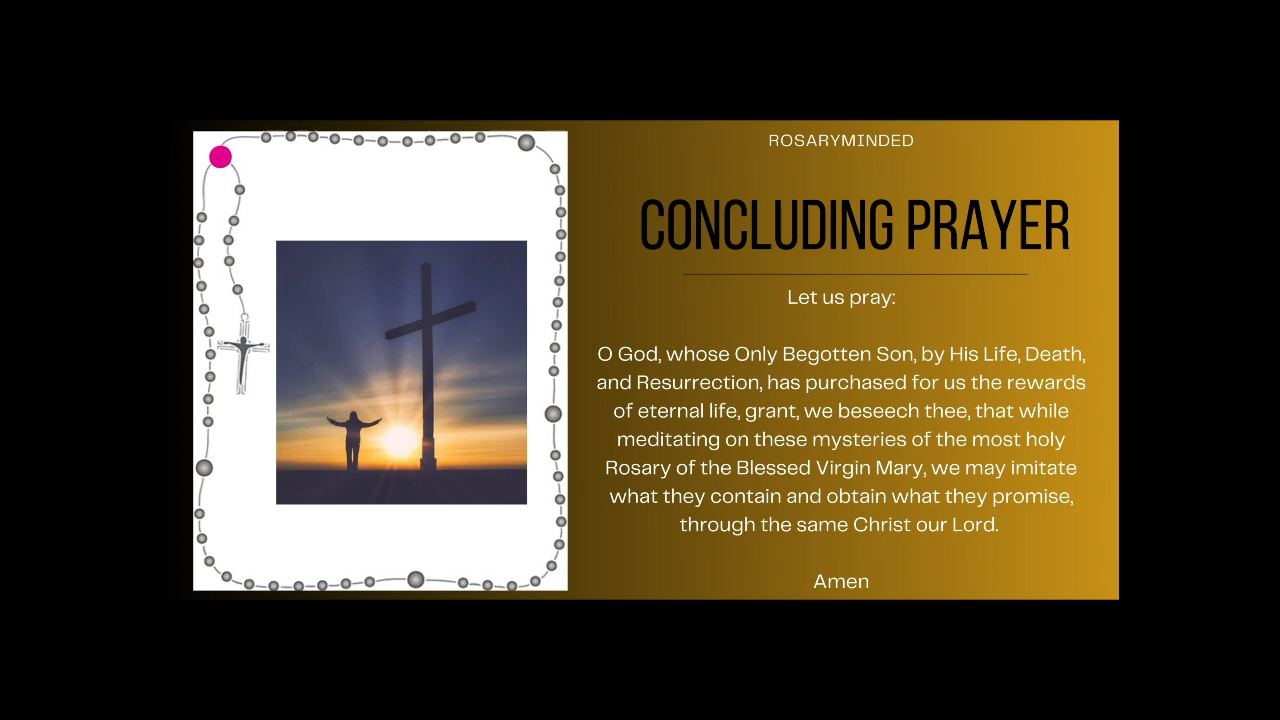 ROSARYMINDED
CONCLUDING PRAYER
Let us pray:
O God, whose Only Begotten Son, by His Life, Death,
and Resurrection, has purchased for us the rewards
of eternal life, grant, we beseech thee, that while
meditating on these mysteries of the most holy
Rosary of the Blessed Virgin Mary, we may imitate
what they contain and obtain what they promise,
through the same Christ our Lord.
Amen